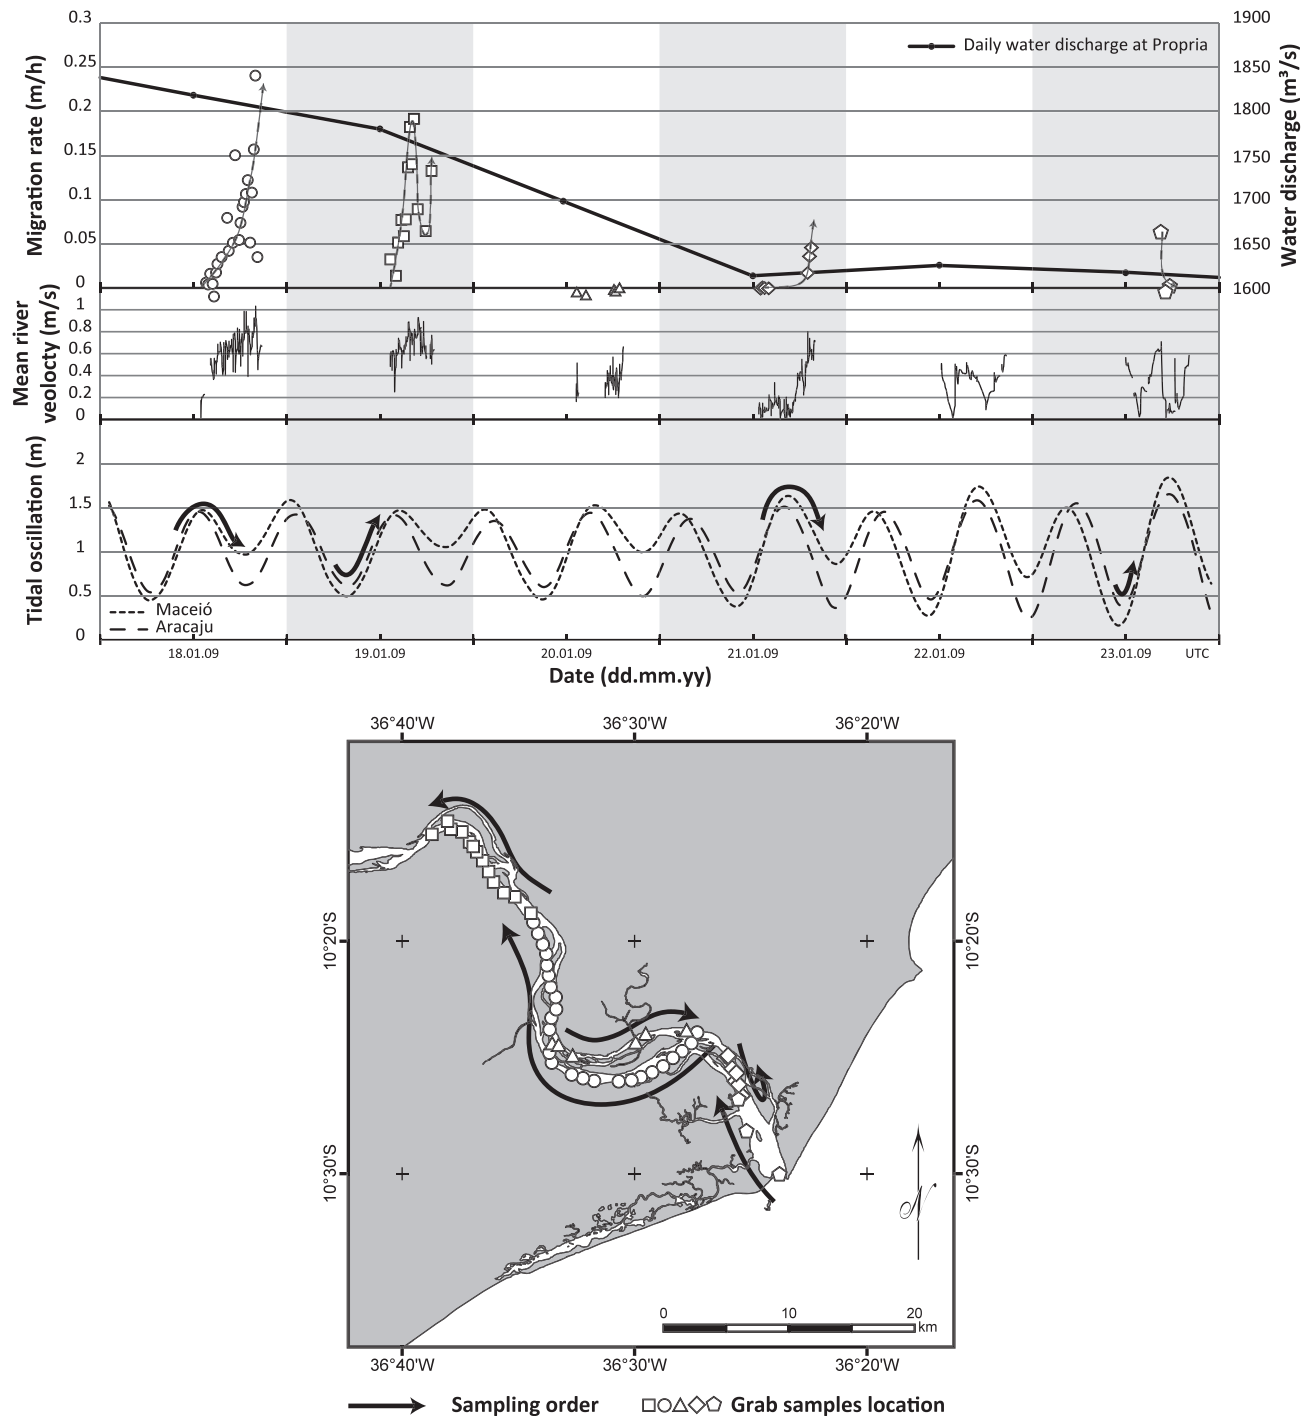 0.3
0.25
0.2
0.15
0.1
0.05
0
Migration rate (m/h)
Daily water discharge at Propria
1900
1850
1800
1750
1700
1650
1600
Water discharge (m³/s)
1
0.8
0.6
0.4
0.2
0
Mean river
veolocty (m/s)
2
1.5
1
0.5
0
Tidal oscillation (m)
Maceió
Aracaju
18.01.09 19.01.09 20.01.09 21.01.09 22.01.09 23.01.09 UTC
Date (dd.mm.yy)
36°40'W 36°30'W 36°20'W
10°20'S 10°20'S
10°30'S 10°30'S
N
0 10 20
km
36°40'W 36°30'W 36°20'W
Sampling order Grab samples location